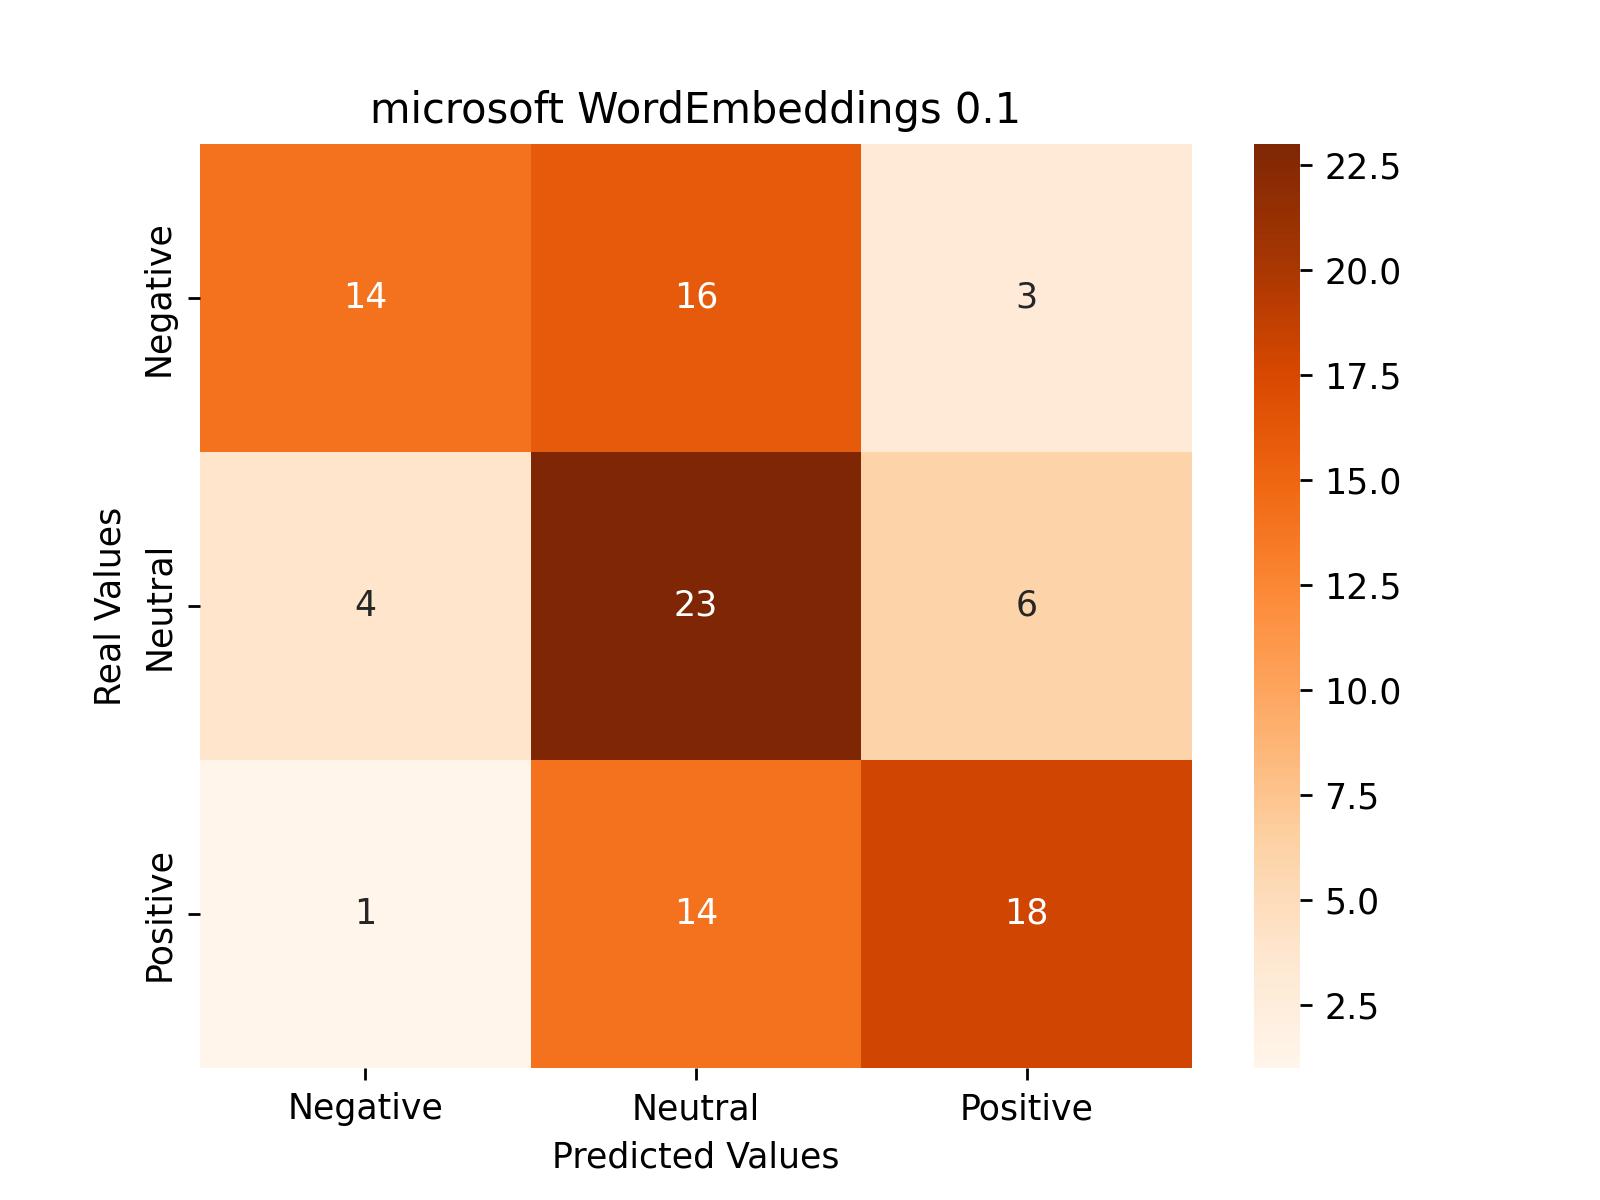 microsoft WordEmbeddings 0.1
Real Values
Negative
14
16
3
Neutral
4
23
6
Positive
1
14
18
Negative
Neutral
Positive
Predicted Values
22.5
20.0
17.5
15.0
12.5
10.0
7.5
5.0
2.5